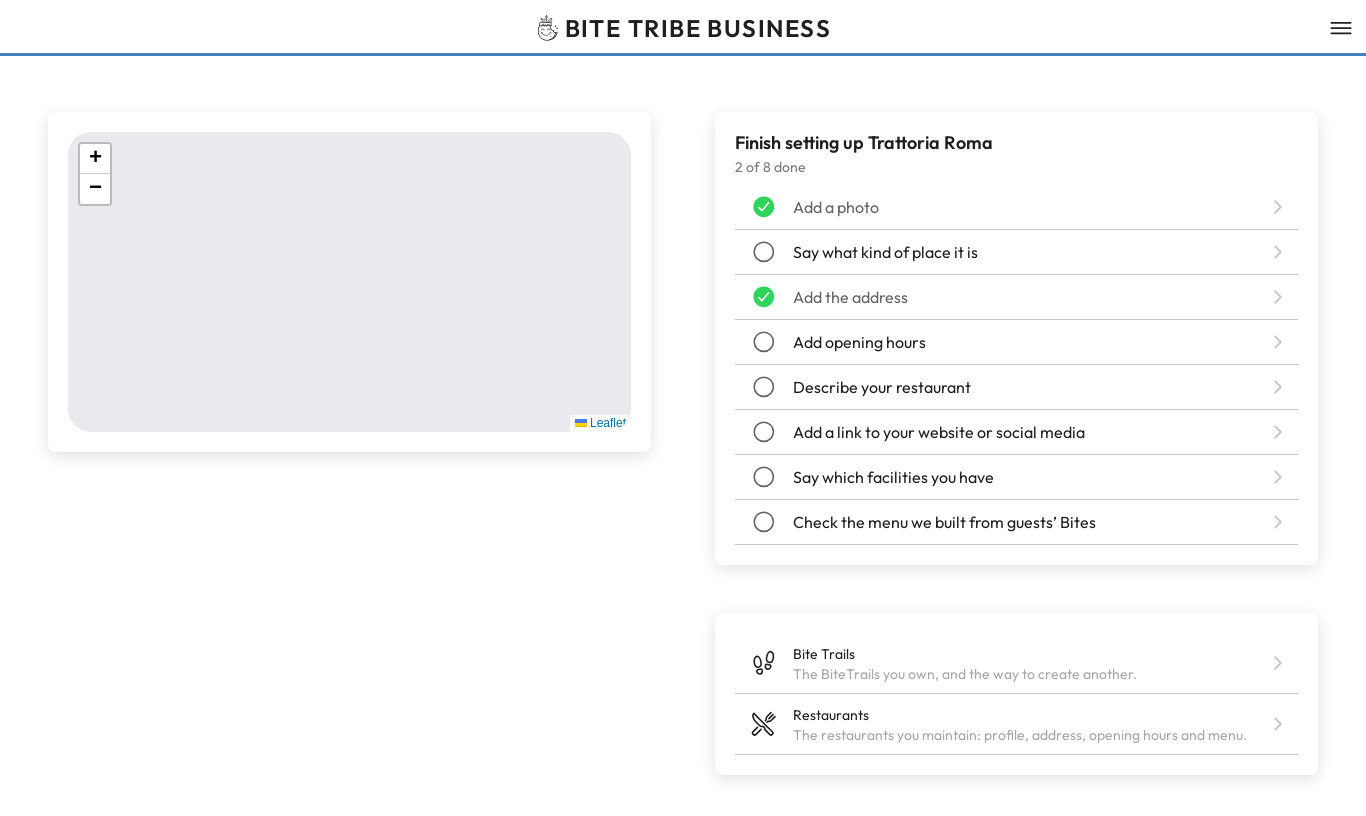 BITE TRIBE BUSINESS
+
−
Leaflet
Finish setting up Trattoria Roma
2 of 8 done
Add a photo
Say what kind of place it is
Add the address
Add opening hours
Describe your restaurant
Add a link to your website or social media
Say which facilities you have
Check the menu we built from guests’ Bites
Bite Trails
The BiteTrails you own, and the way to create another.
Restaurants
The restaurants you maintain: profile, address, opening hours and menu.